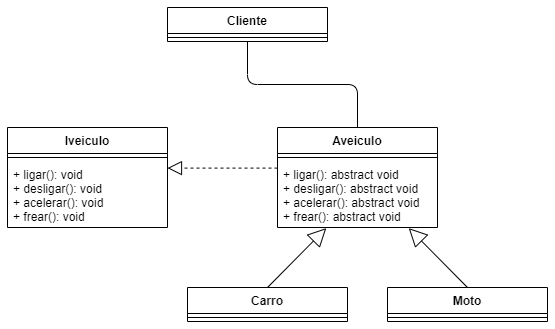 Cliente
Iveiculo
+ ligar(): void
+ desligar(): void
+ acelerar(): void
+ frear(): void
Aveiculo
+ ligar(): abstract void
+ desligar(): abstract void
+ acelerar(): abstract void
+ frear(): abstract void
Carro
Moto